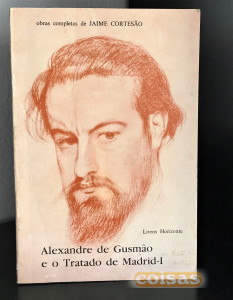 obras completas de JAIME CORTESÃO
Livros Horizonte
Alexandre de Gusmão
e o Tratado de Madrid-I
coisas